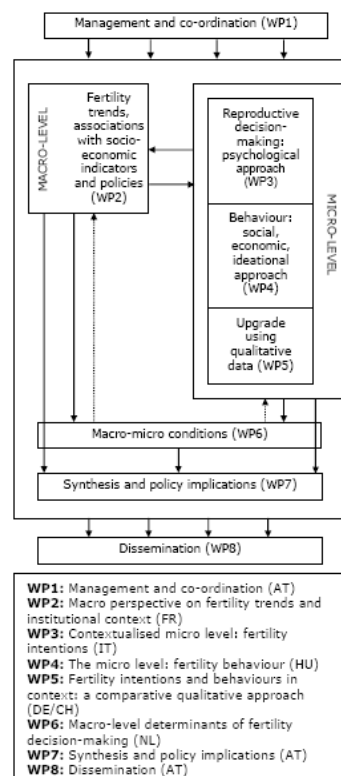 Management and co-ordination (WP1)
MACRO-LEVEL
Fertility
trends,
associations
with socio-
economic
indicators
and policies
(WP2)
Reproductive
decision-
making:
psychological
approach
(WP3)
Behaviour:
social,
economic,
ideational
approach
(WP4)
Upgrade
using
qualitative
data (WP5)
MICRO-LEVEL
Macro-micro conditions (WP6)
Synthesis and policy implications (WP7)
Dissemination (WP8)
WP1: Management and co-ordination (AT)
WP2: Macro perspective on fertility trends and
institutional context (FR)
WP3: Contextualised micro level: fertility
intentions (IT)
WP4: The micro level: fertility behaviour (HU)
WP5: Fertility intentions and behaviours in
context: a comparative qualitative approach
(DE/CH)
WP6: Macro-level determinants of fertility
decision-making (NL)
WP7: Synthesis and policy implications (AT)
WP8: Dissemination (AT)